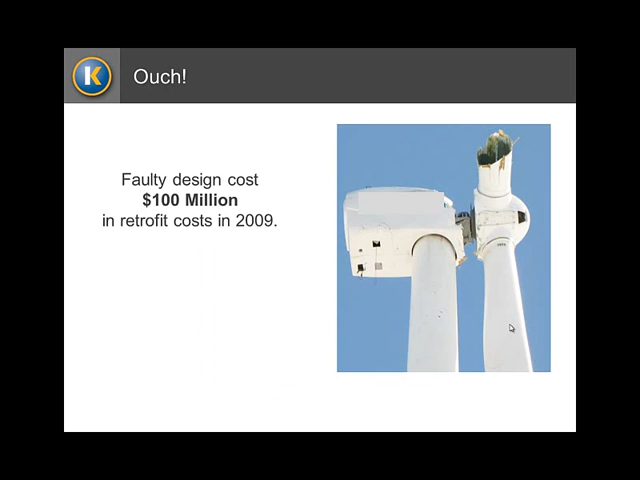 K
Ouch!
Faulty design cost
$100 Million
in retrofit costs in 2009.